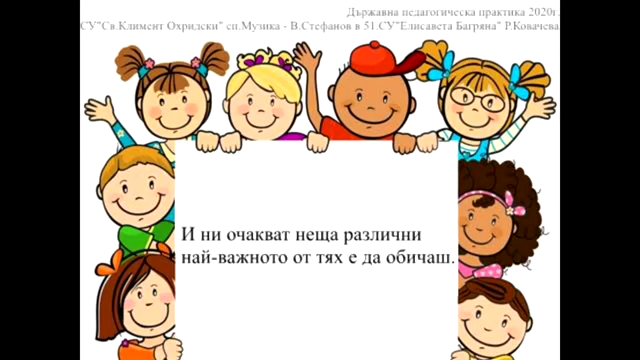 Държавна педагогическа практика 2020г.
СУ"Св.Климент Охридски" сп.Музика - В.Стефанов в 51.СУ"Елисавета Багряна" Р.Ковачева
И ни очакват неща различни
най-важното от тях е да обичаш.